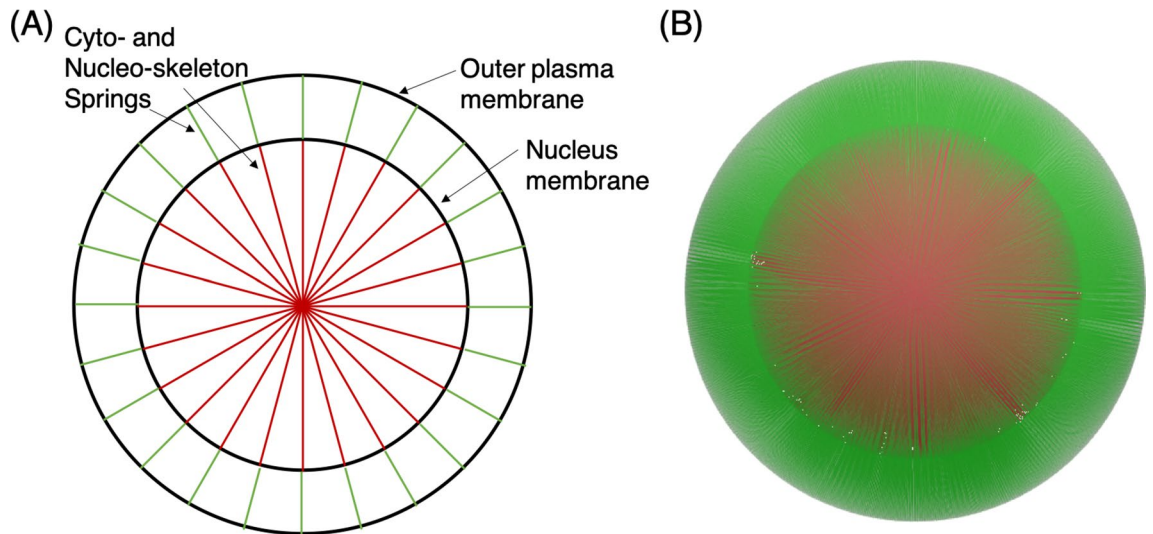 (A)
Cyto- and
Nucleo-skeleton
Springs
Outer plasma
membrane
Nucleus
membrane
(B)